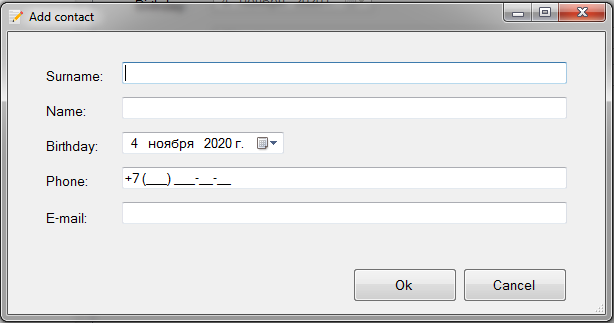 Add contact
Surname:
Name:
Birthday: 4 ноября 2020 г.
Phone: +7 (___) ___-__-__
E-mail:
Ok Cancel